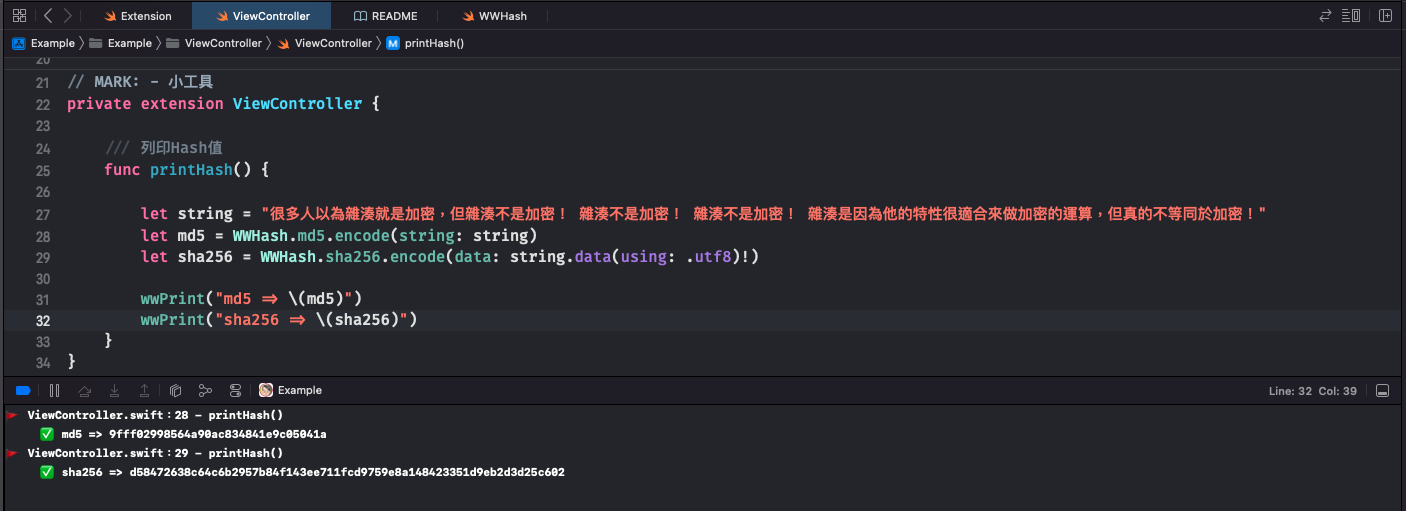 Extension ViewController README WWHash
Example Example ViewController ViewController M printHash()
20
21 // MARK: - 小工具
22 private extension ViewController {
23
24 /// 列印Hash值
25 func printHash() {
26
27 let string = "很多人以為雜湊就是加密，但雜湊不是加密！ 雜湊不是加密！ 雜湊不是加密！ 雜湊是因為他的特性很適合來做加密的運算，但真的不等同於加密！"
28 let md5 = WWHash.md5.encode(string: string)
29 let sha256 = WWHash.sha256.encode(data: string.data(using: .utf8)!)
30
31 wwPrint("md5 => \(md5)")
32 wwPrint("sha256 => \(sha256)")
33 }
34 }
Example Line: 32 Col: 39
ViewController.swift：28 - printHash()
✅ md5 => 9fff02998564a90ac834841e9c05041a
ViewController.swift：29 - printHash()
✅ sha256 => d58472638c64c6b2957b84f143ee711fcd9759e8a148423351d9eb2d3d25c602